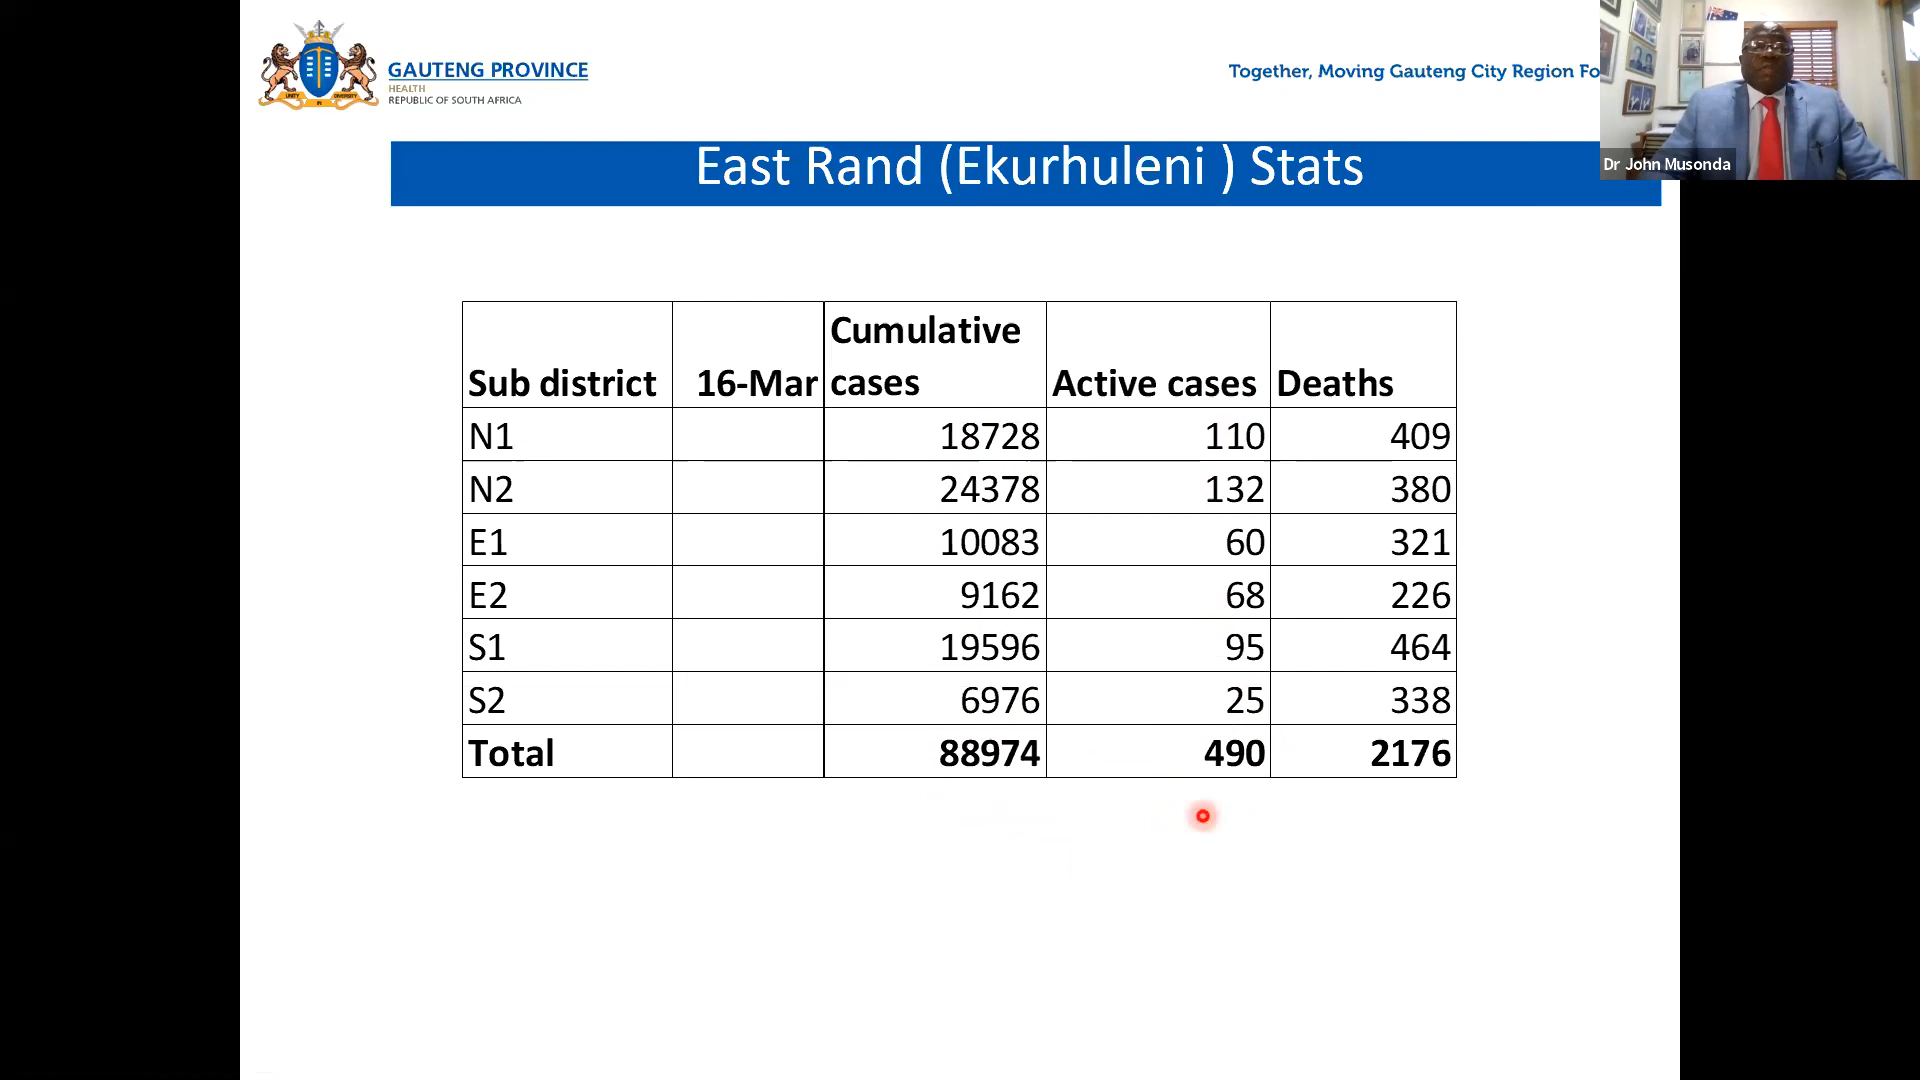 GAUTENG PROVINCE
HEALTH
REPUBLIC OF SOUTH AFRICA
UNITY IN DIVERSITY
Together, Moving Gauteng City Region Fo
Dr John Musonda
East Rand (Ekurhuleni ) Stats
Sub district 16-Mar Cumulative cases Active cases Deaths
N1 18728 110 409
N2 24378 132 380
E1 10083 60 321
E2 9162 68 226
S1 19596 95 464
S2 6976 25 338
Total 88974 490 2176